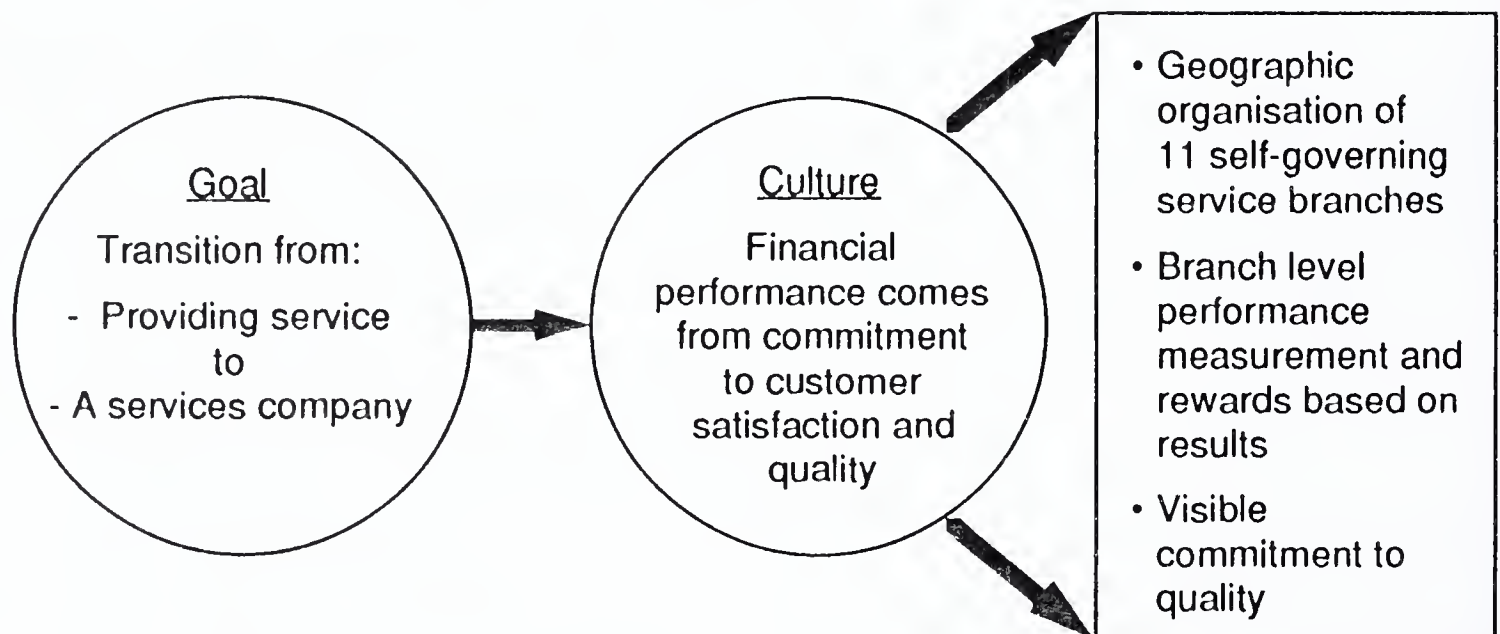 Goal
Transition from:
- Providing service
to
- A services company
Culture
Financial
performance comes
from commitment
to customer
satisfaction and
quality
• Geographic
organisation of
11 self-governing
service branches
• Branch level
performance
measurement and
rewards based on
results
• Visible
commitment to
quality